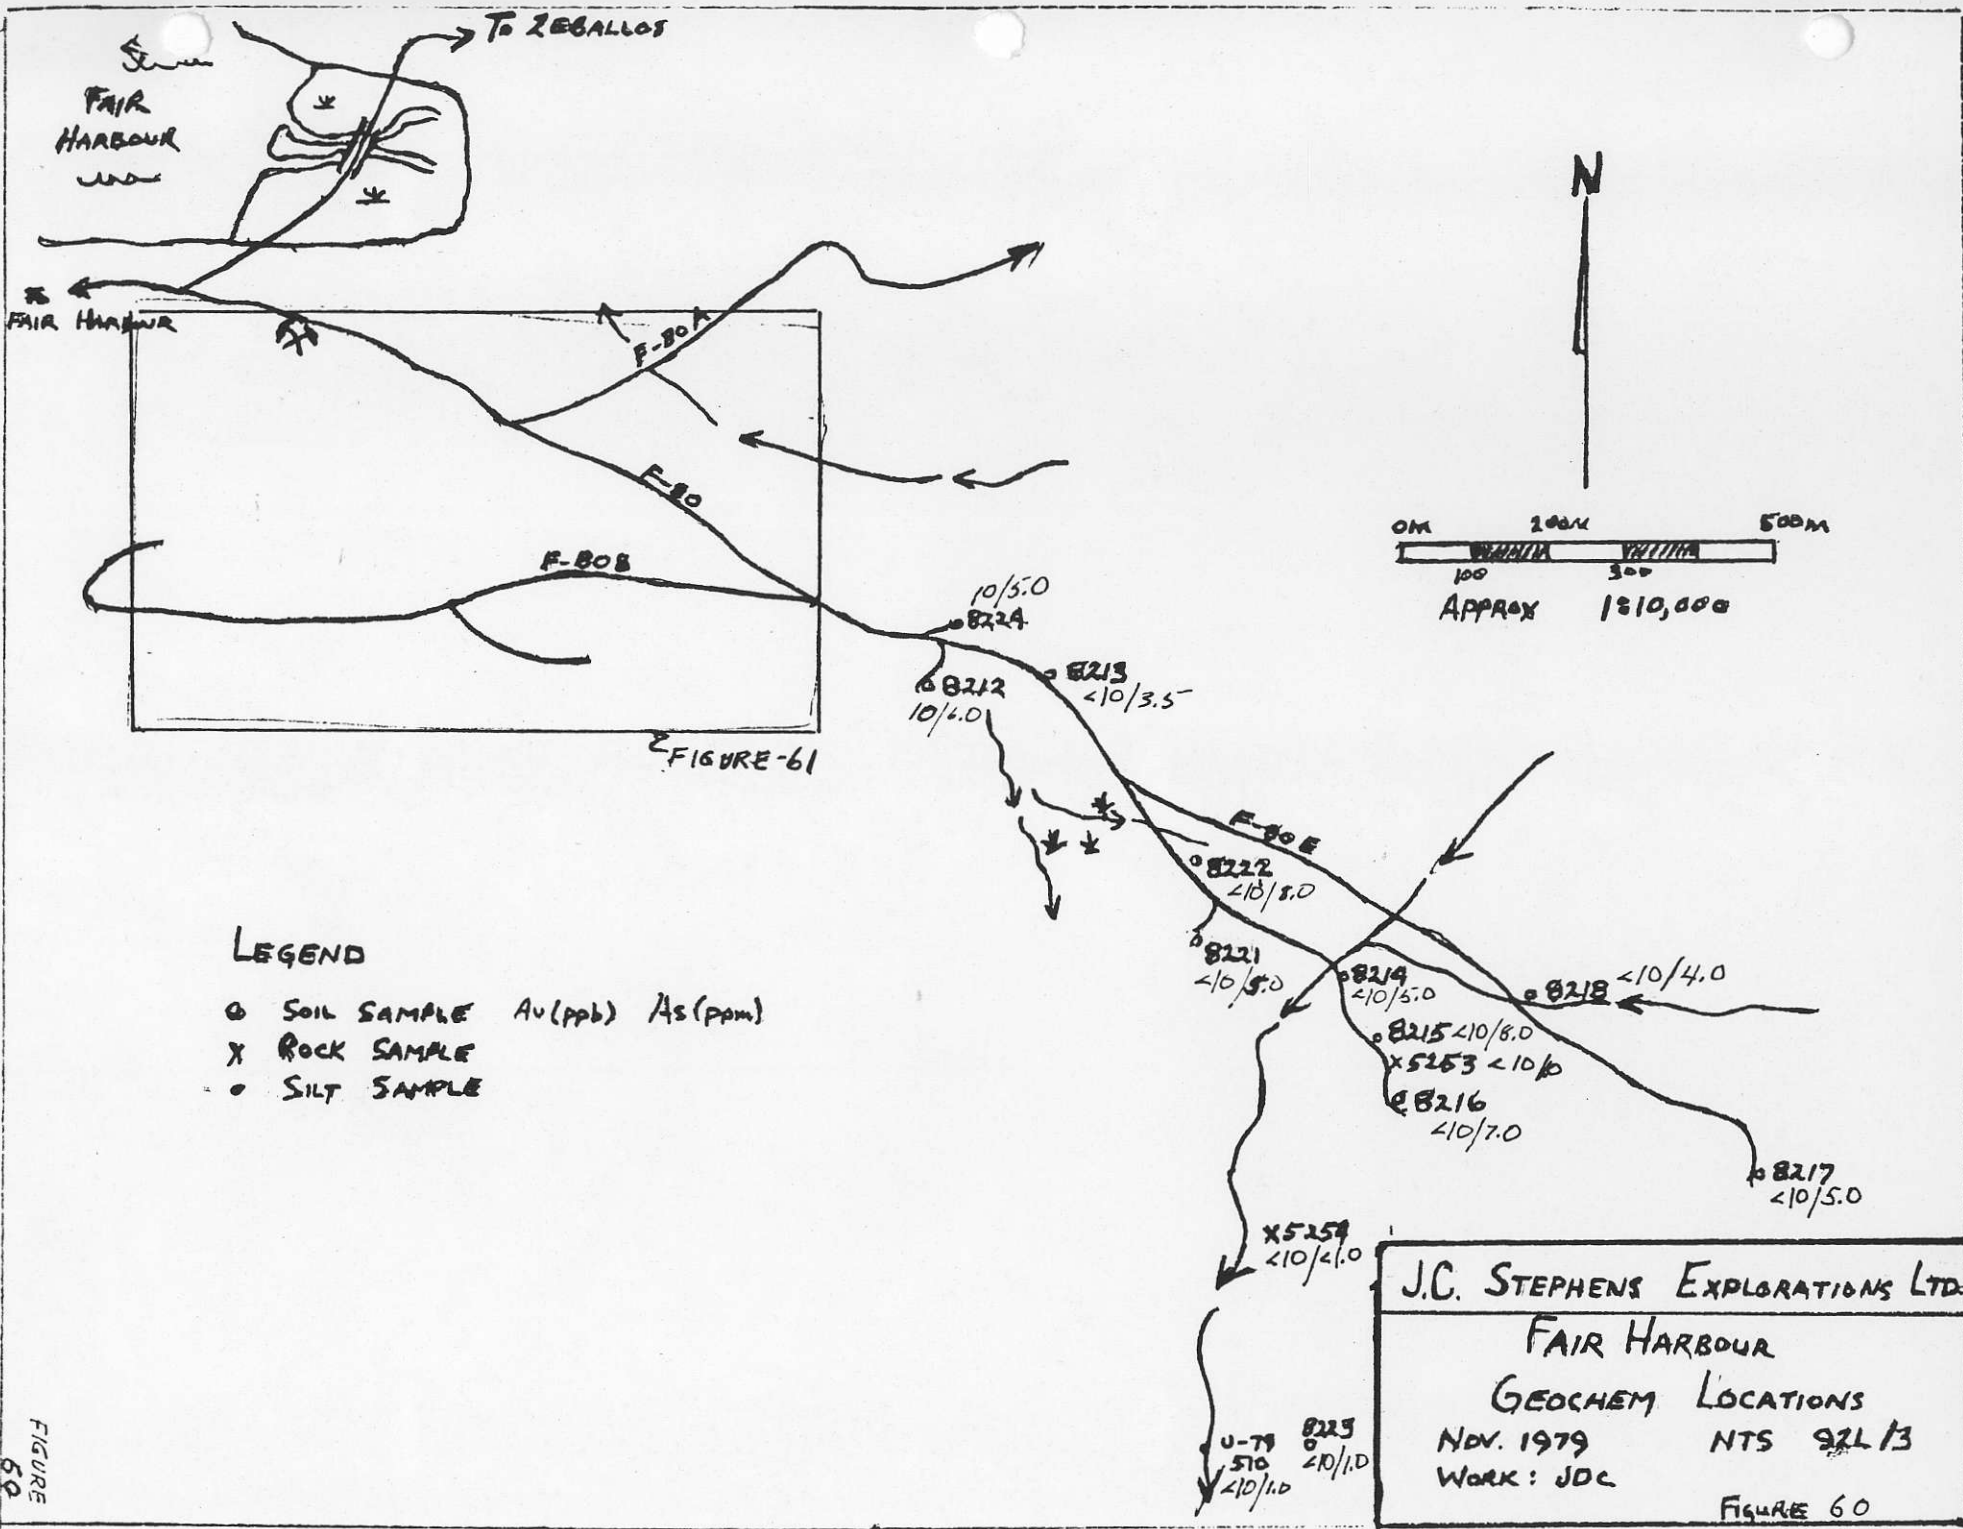 To ZEBALLOS
FAIR
HARBOUR
FAIR HARBOUR
F-80A
F-80
F-80B
FIGURE-61
N
0m 200m 500m
100 300
APPROX 1:10,000
10/5.0
8224
8212
10/6.0
8213
<10/3.5
F-80E
8222
<10/8.0
8221
<10/5.0
8214
<10/5.0
8218 <10/4.0
8215 <10/8.0
x5253 <10/10
8216
<10/7.0
8217
<10/5.0
x5254
<10/<1.0
U-79
510
<10/1.0
8223
<10/1.0
LEGEND
SOIL SAMPLE Au(ppb) As(ppm)
X ROCK SAMPLE
SILT SAMPLE
J.C. STEPHENS EXPLORATIONS LTD.
FAIR HARBOUR
GEOCHEM LOCATIONS
NOV. 1979 NTS 92L/3
WORK: JDC
FIGURE 60
FIGURE
60